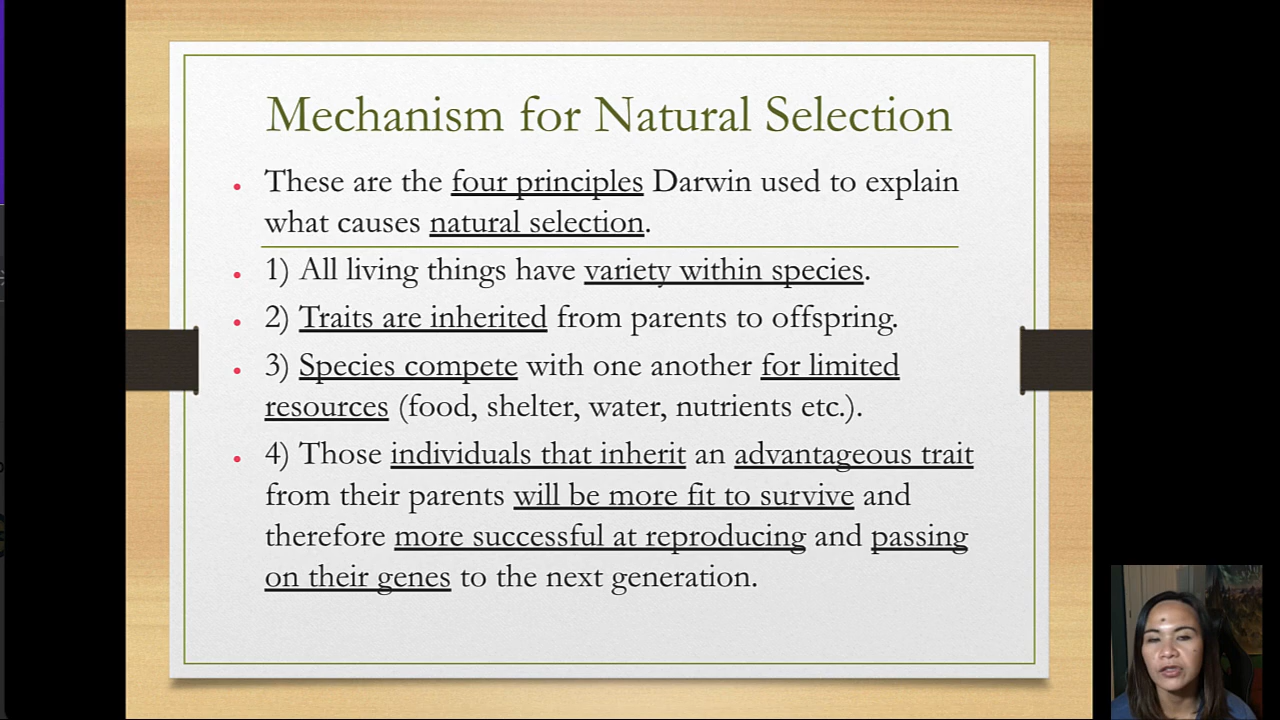 Mechanism for Natural Selection
These are the four principles Darwin used to explain
what causes natural selection.
1) All living things have variety within species.
2) Traits are inherited from parents to offspring.
3) Species compete with one another for limited
resources (food, shelter, water, nutrients etc.).
4) Those individuals that inherit an advantageous trait
from their parents will be more fit to survive and
therefore more successful at reproducing and passing
on their genes to the next generation.